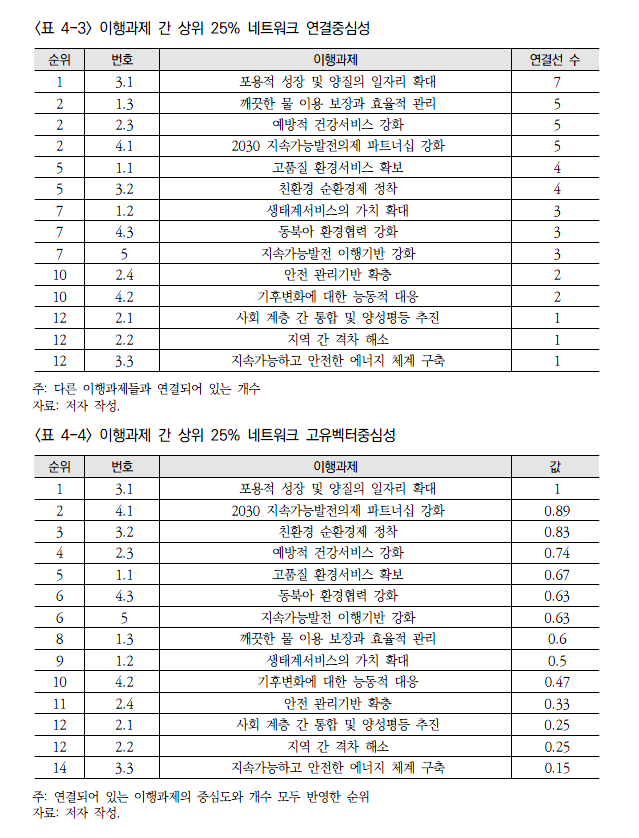 〈표 4-3〉 이행과제 간 상위 25% 네트워크 연결중심성
순위 번호 이행과제 연결선 수
1 3.1 포용적 성장 및 양질의 일자리 확대 7
2 1.3 깨끗한 물 이용 보장과 효율적 관리 5
2 2.3 예방적 건강서비스 강화 5
2 4.1 2030 지속가능발전의제 파트너십 강화 5
5 1.1 고품질 환경서비스 확보 4
5 3.2 친환경 순환경제 정착 4
7 1.2 생태계서비스의 가치 확대 3
7 4.3 동북아 환경협력 강화 3
7 5 지속가능발전 이행기반 강화 3
10 2.4 안전 관리기반 확충 2
10 4.2 기후변화에 대한 능동적 대응 2
12 2.1 사회 계층 간 통합 및 양성평등 추진 1
12 2.2 지역 간 격차 해소 1
12 3.3 지속가능하고 안전한 에너지 체계 구축 1
주: 다른 이행과제들과 연결되어 있는 개수
자료: 저자 작성.
〈표 4-4〉 이행과제 간 상위 25% 네트워크 고유벡터중심성
순위 번호 이행과제 값
1 3.1 포용적 성장 및 양질의 일자리 확대 1
2 4.1 2030 지속가능발전의제 파트너십 강화 0.89
3 3.2 친환경 순환경제 정착 0.83
4 2.3 예방적 건강서비스 강화 0.74
5 1.1 고품질 환경서비스 확보 0.67
6 4.3 동북아 환경협력 강화 0.63
6 5 지속가능발전 이행기반 강화 0.63
8 1.3 깨끗한 물 이용 보장과 효율적 관리 0.6
9 1.2 생태계서비스의 가치 확대 0.5
10 4.2 기후변화에 대한 능동적 대응 0.47
11 2.4 안전 관리기반 확충 0.33
12 2.1 사회 계층 간 통합 및 양성평등 추진 0.25
12 2.2 지역 간 격차 해소 0.25
14 3.3 지속가능하고 안전한 에너지 체계 구축 0.15
주: 연결되어 있는 이행과제의 중심도와 개수 모두 반영한 순위
자료: 저자 작성.